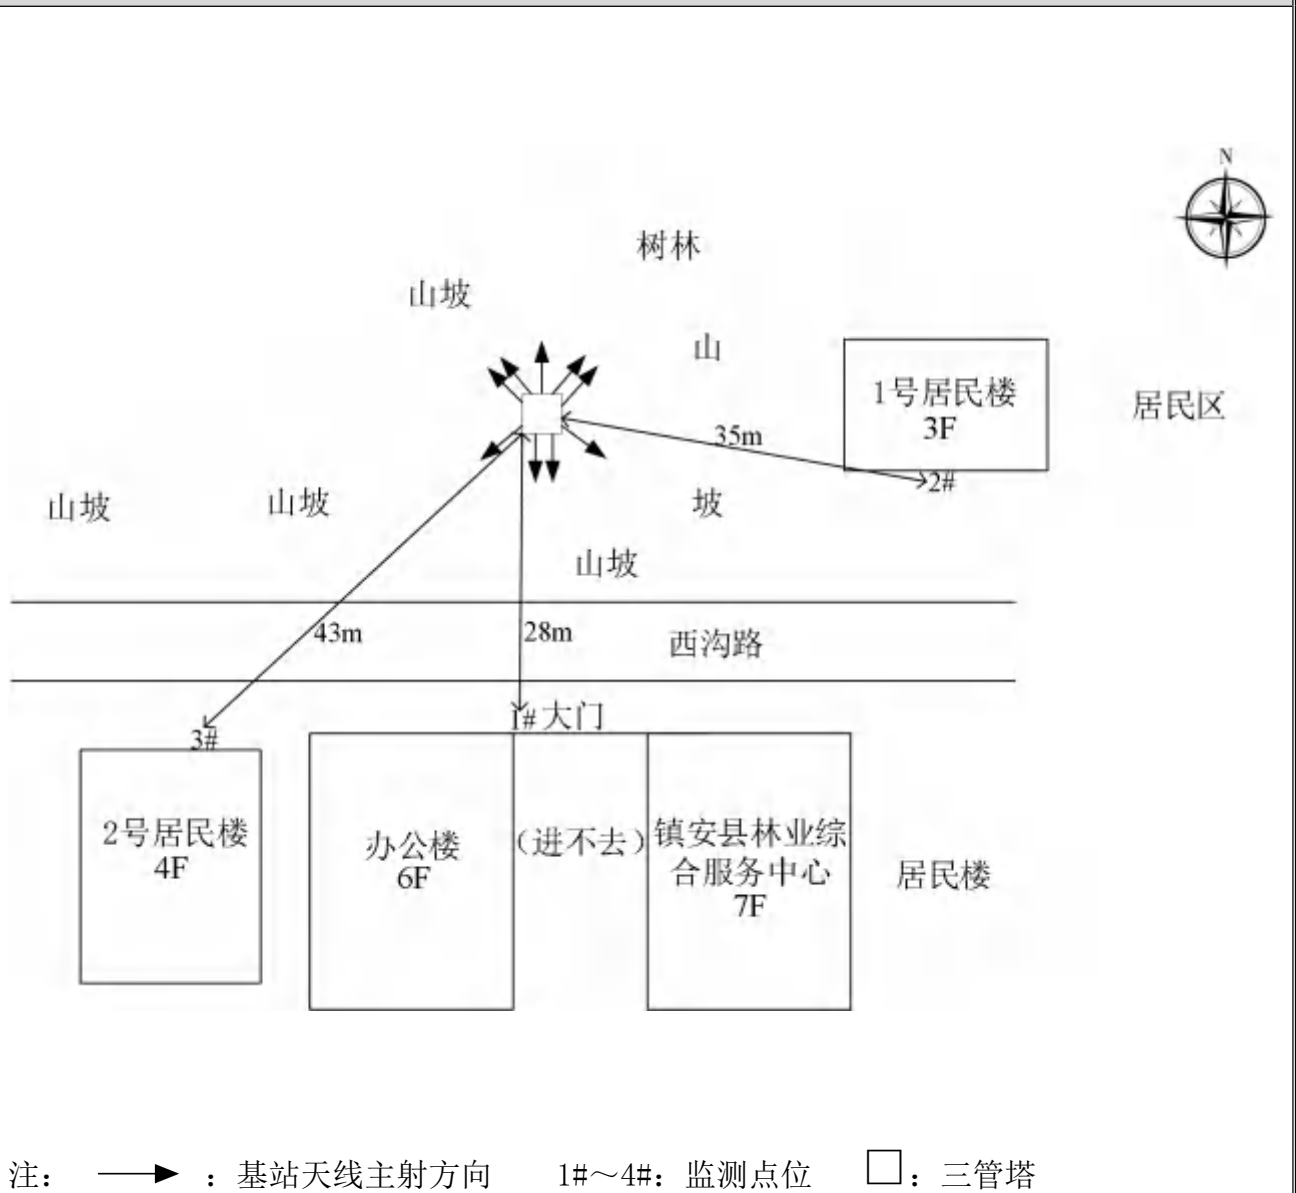 N
树林
山坡
山
1号居民楼
3F
居民区
35m
2#
山坡
山坡
坡
山坡
43m
28m
西沟路
1#大门
3#
2号居民楼
4F
办公楼
6F
（进不去）
镇安县林业综
合服务中心
7F
居民楼
注： ：基站天线主射方向 1#～4#：监测点位 ：三管塔